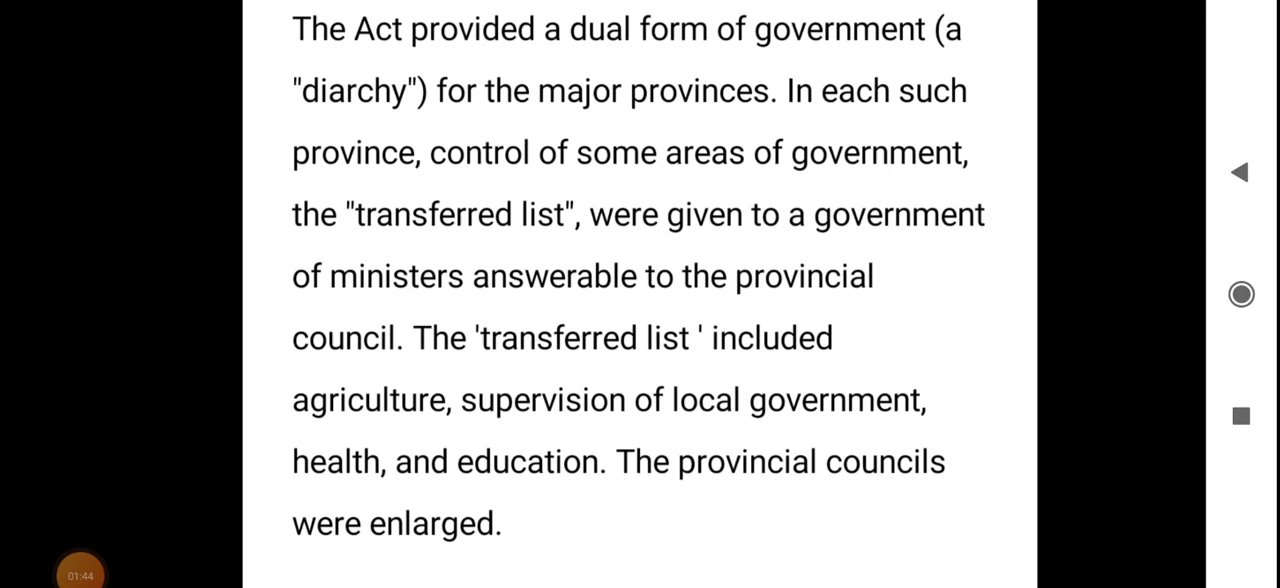 The Act provided a dual form of government (a
"diarchy") for the major provinces. In each such
province, control of some areas of government,
the "transferred list", were given to a government
of ministers answerable to the provincial
council. The 'transferred list ' included
agriculture, supervision of local government,
health, and education. The provincial councils
were enlarged.
01:44